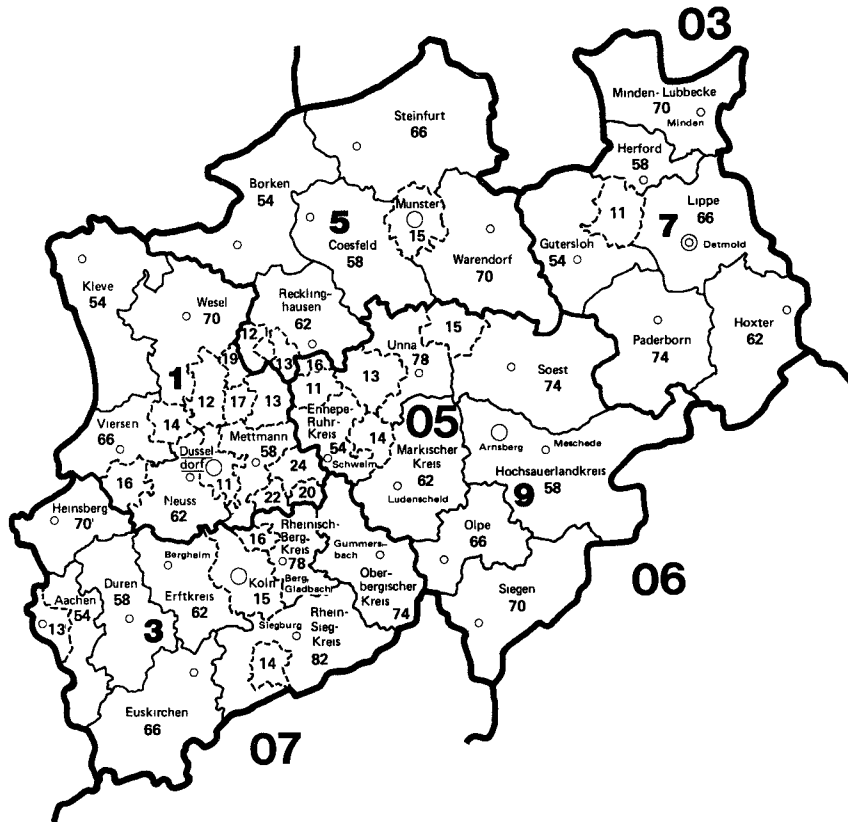 03
Minden-Lubbecke
70
Minden
Steinfurt
66
Herford
58
Borken
54
Munster
15
5
Coesfeld
58
Warendorf
70
11
Lippe
66
7
Detmold
Gutersloh
54
Kleve
54
Wesel
70
Reckling-
hausen
62
Paderborn
74
Hoxter
62
12
13
15
Unna
78
19
16
11
13
Soest
74
1
12
17
13
14
Ennepe-
Ruhr-
Kreis
54
Schwelm
14
05
Markischer
Kreis
62
Ludenscheid
Arnsberg
Meschede
Hochsauerlandkreis
58
9
Viersen
66
Mettmann
58
Dussel
dorf
11
24
22
20
16
Neuss
62
Heinsberg
70
Olpe
66
06
Siegen
70
Bergheim
Erftkreis
62
16
Rheinisch-
Berg.
Kreis
78
Berg.
Gladbach
Koln
15
Gummers-
bach
Ober-
bergischer
Kreis
74
Duren
58
Aachen
54
13
3
Siegburg
Rhein-
Sieg-
Kreis
82
14
Euskirchen
66
07